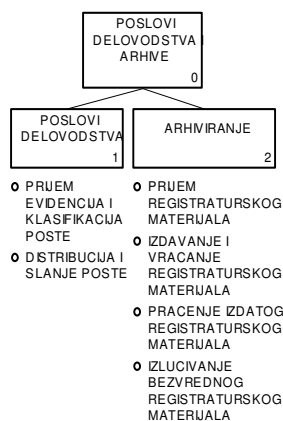 POSLOVI
DELOVODSTVA I
ARHIVE
0
POSLOVI
DELOVODSTVA
1
ARHIVIRANJE
2
PRIJEM
EVIDENCIJA I
KLASIFIKACIJA
POSTE
DISTRIBUCIJA I
SLANJE POSTE
PRIJEM
REGISTRATURSKOG
MATERIJALA
IZDAVANJE I
VRACANJE
REGISTRATURSKOG
MATERIJALA
PRACENJE IZDATOG
REGISTRATURSKOG
MATERIJALA
IZLUCIVANJE
BEZVREDNOG
REGISTRATURSKOG
MATERIJALA